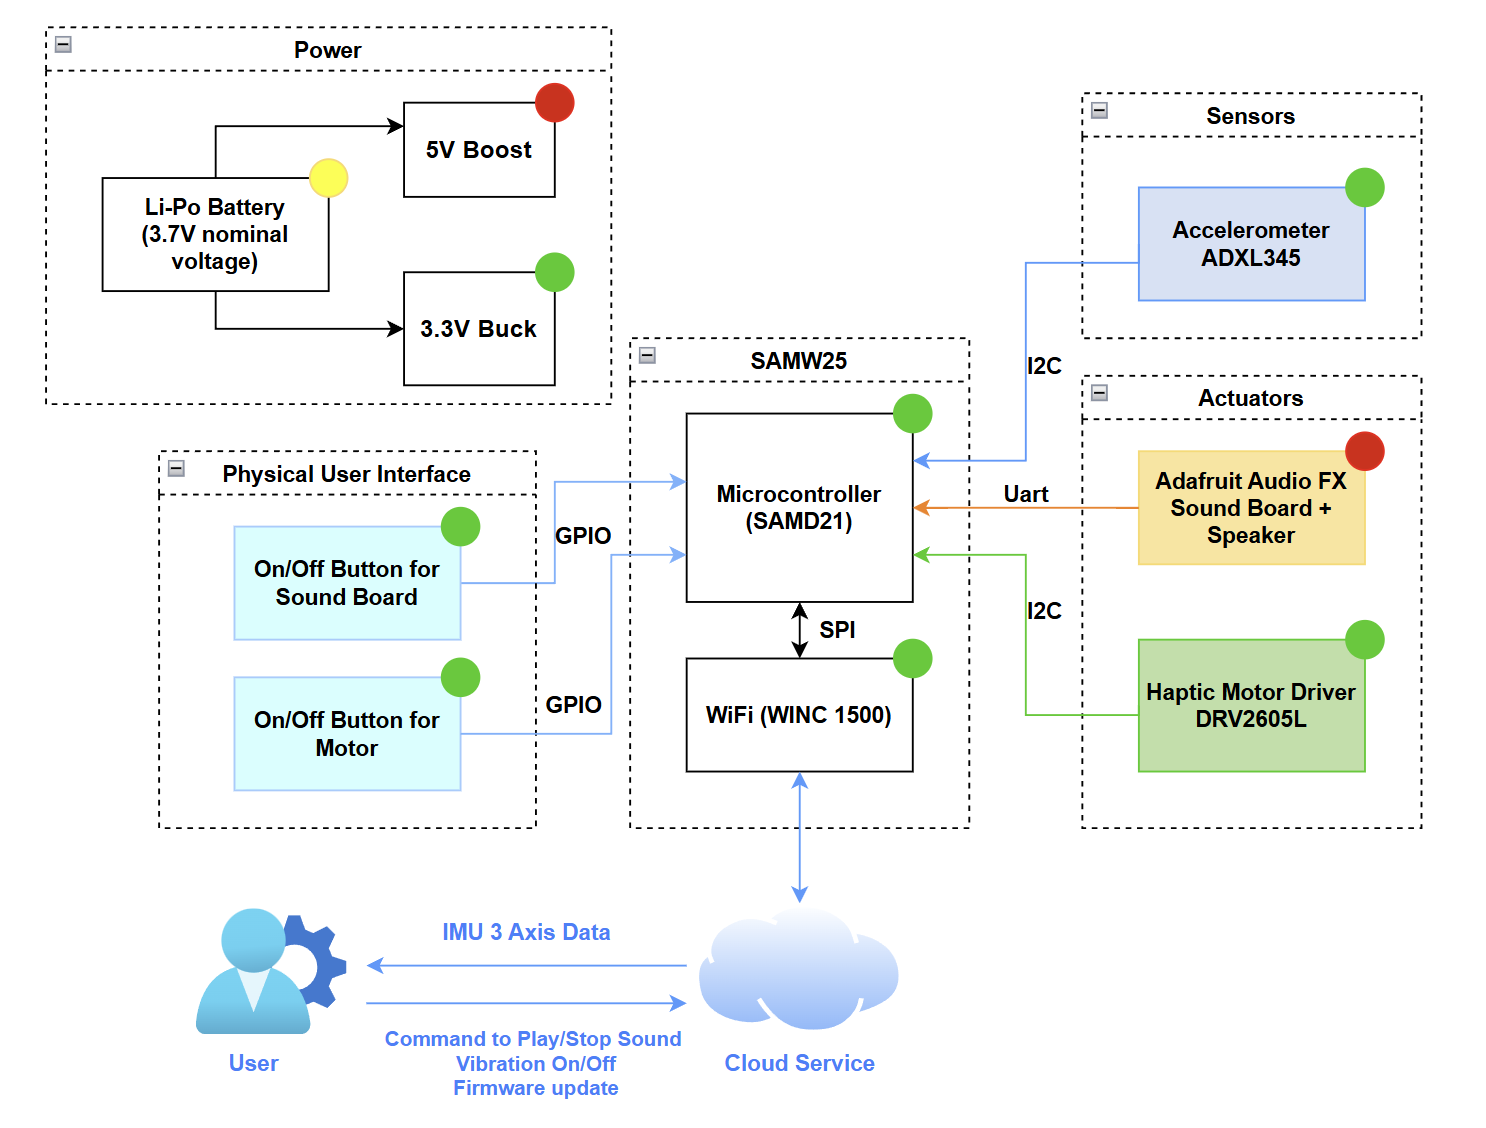 Power
5V Boost
Li-Po Battery
(3.7V nominal
voltage)
3.3V Buck
Sensors
Accelerometer
ADXL345
I2C
SAMW25
Microcontroller
(SAMD21)
SPI
WiFi (WINC 1500)
Actuators
Adafruit Audio FX
Sound Board +
Speaker
Uart
I2C
Haptic Motor Driver
DRV2605L
Physical User Interface
On/Off Button for
Sound Board
GPIO
On/Off Button for
Motor
GPIO
IMU 3 Axis Data
Command to Play/Stop Sound
Vibration On/Off
Firmware update
User
Cloud Service